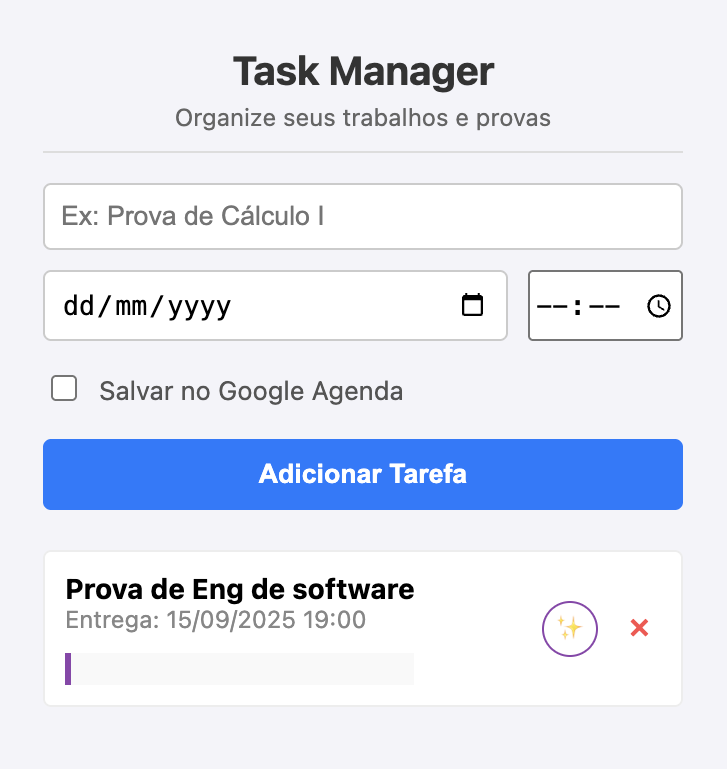 Task Manager
Organize seus trabalhos e provas
Ex: Prova de Cálculo I
dd/mm/yyyy --:--
Salvar no Google Agenda
Adicionar Tarefa
Prova de Eng de software
Entrega: 15/09/2025 19:00